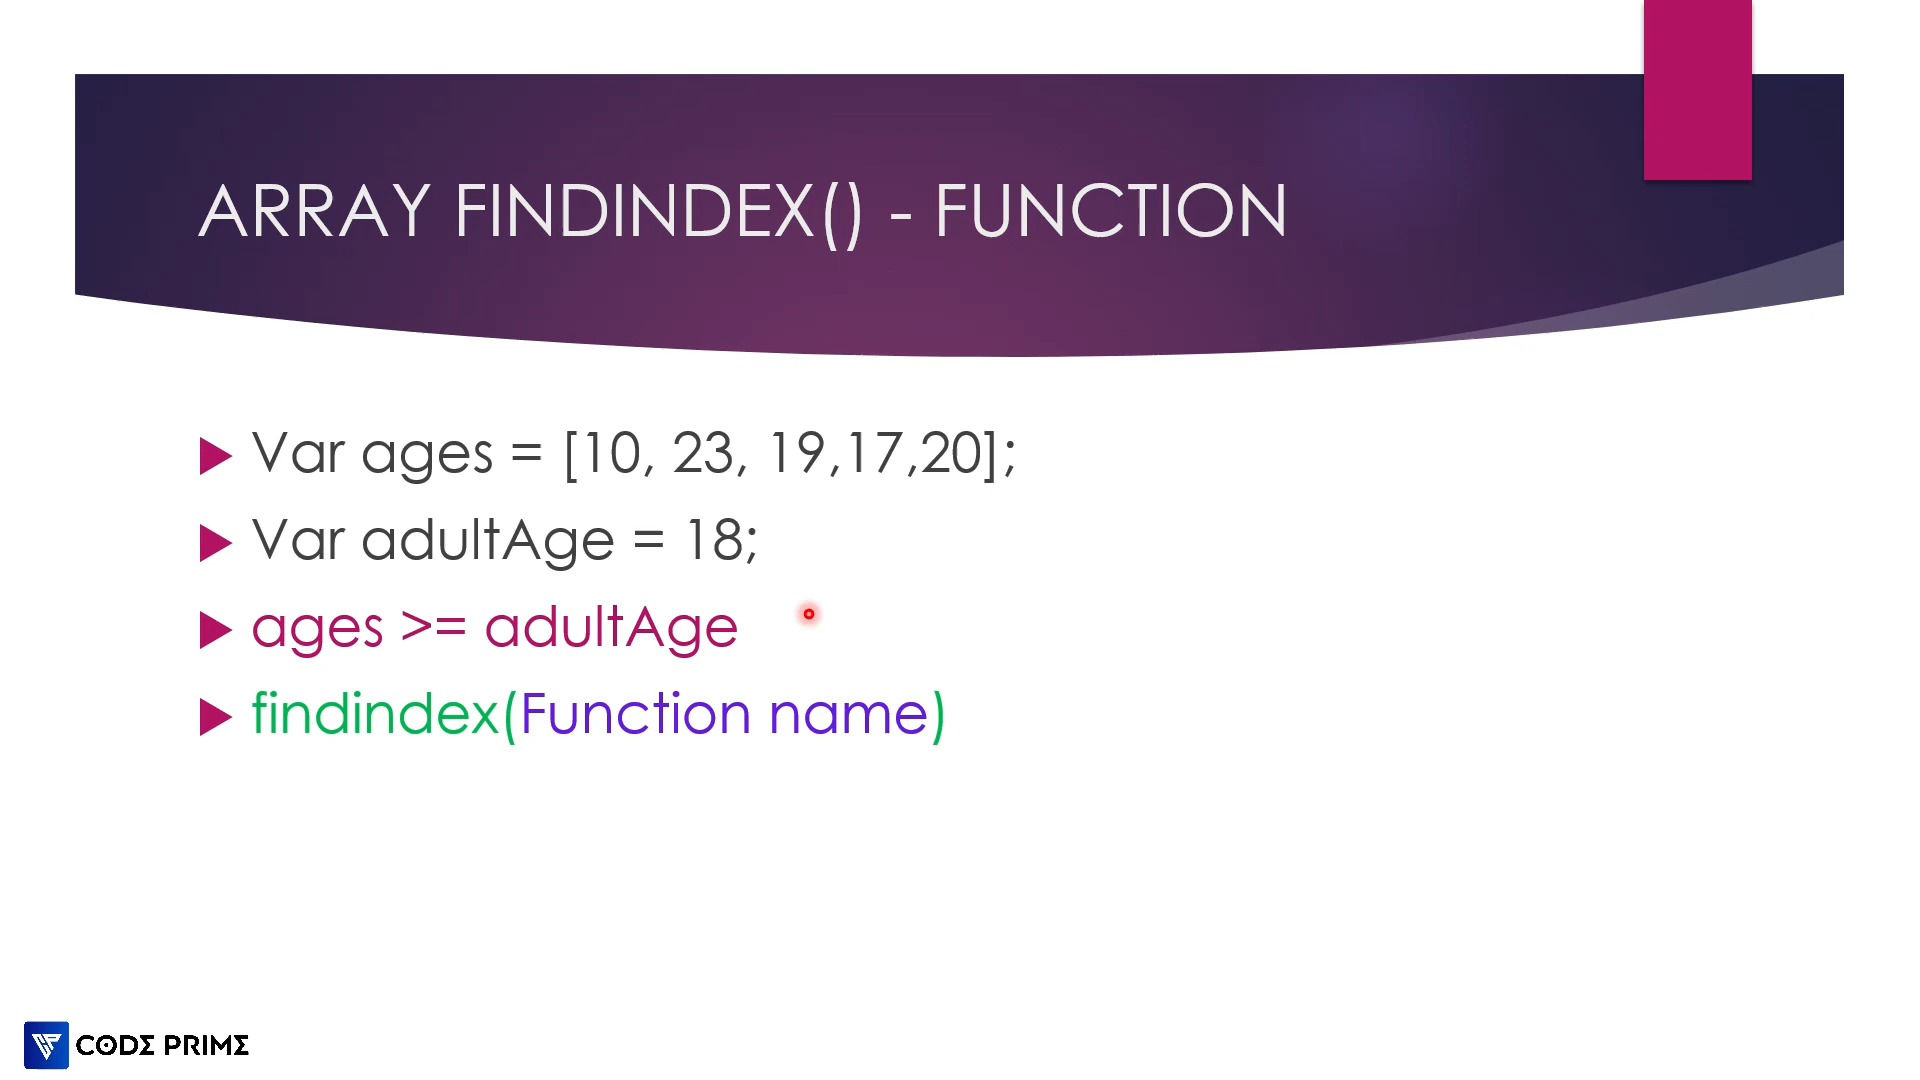 ARRAY FINDINDEX() - FUNCTION
Var ages = [10, 23, 19,17,20];
Var adultAge = 18;
ages >= adultAge
findindex(Function name)
CODE PRIME